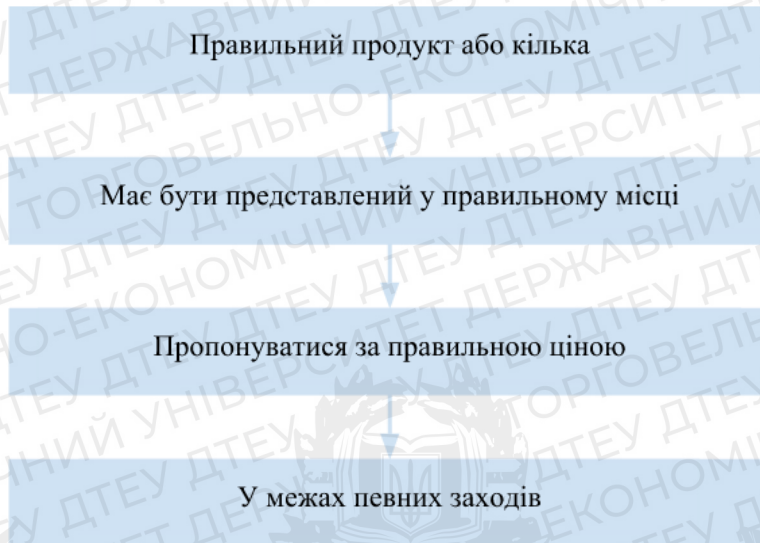 Правильний продукт або кілька
Має бути представлений у правильному місці
Пропонуватися за правильною ціною
У межах певних заходів